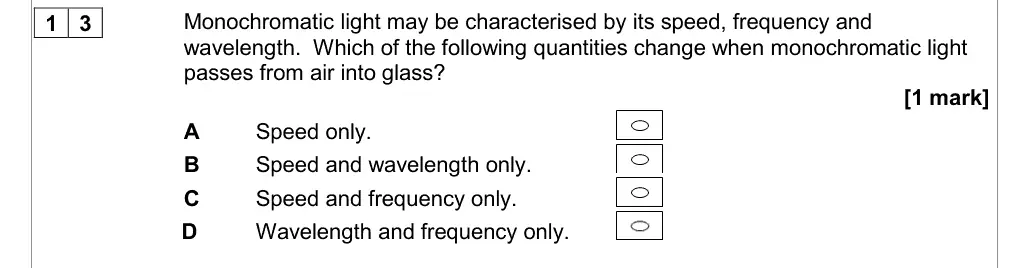 1 3 Monochromatic light may be characterised by its speed, frequency and
wavelength. Which of the following quantities change when monochromatic light
passes from air into glass?
[1 mark]
A Speed only.
B Speed and wavelength only.
C Speed and frequency only.
D Wavelength and frequency only.